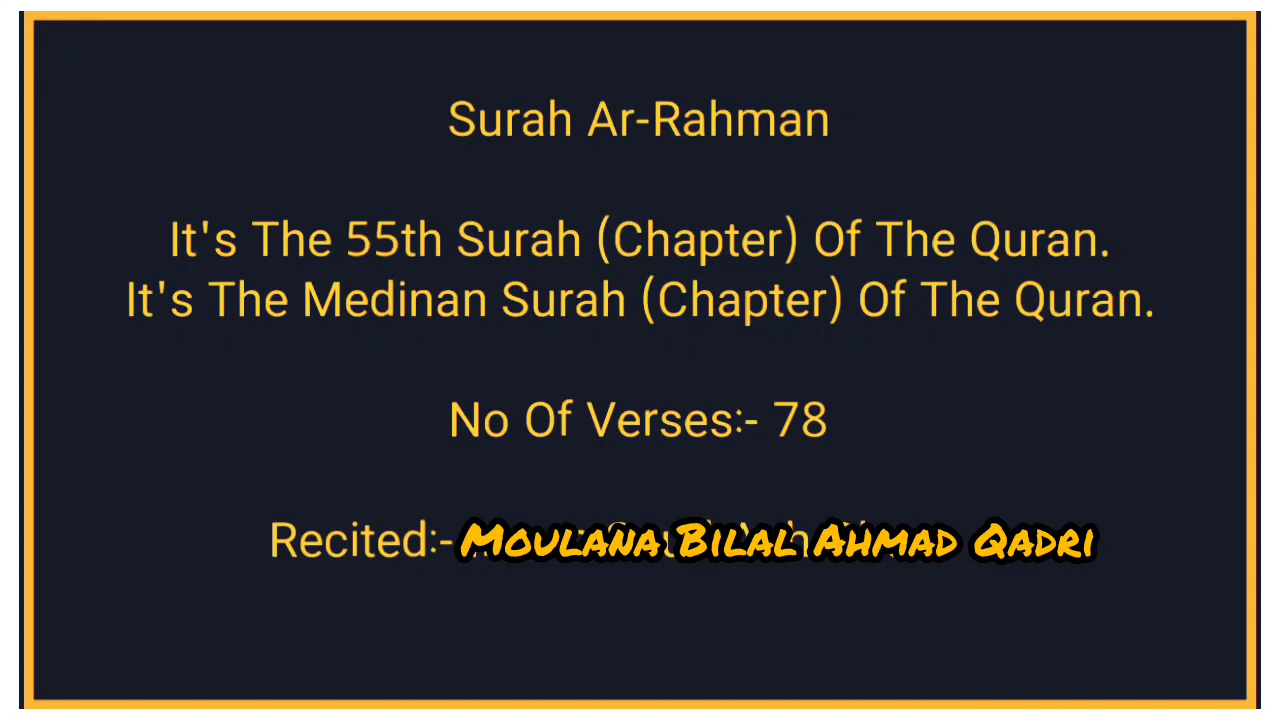 Surah Ar-Rahman
It's The 55th Surah (Chapter) Of The Quran.
It's The Medinan Surah (Chapter) Of The Quran.
No Of Verses:- 78
Recited:- Moulana Bilal Ahmad Qadri